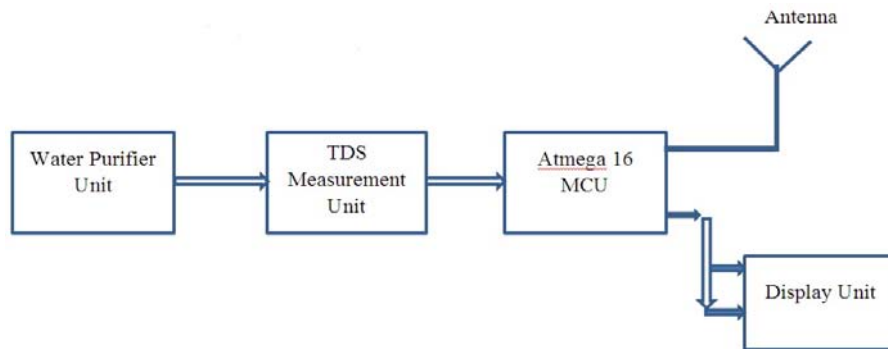 Antenna
Water Purifier
Unit
TDS
Measurement
Unit
Atmega 16
MCU
Display Unit